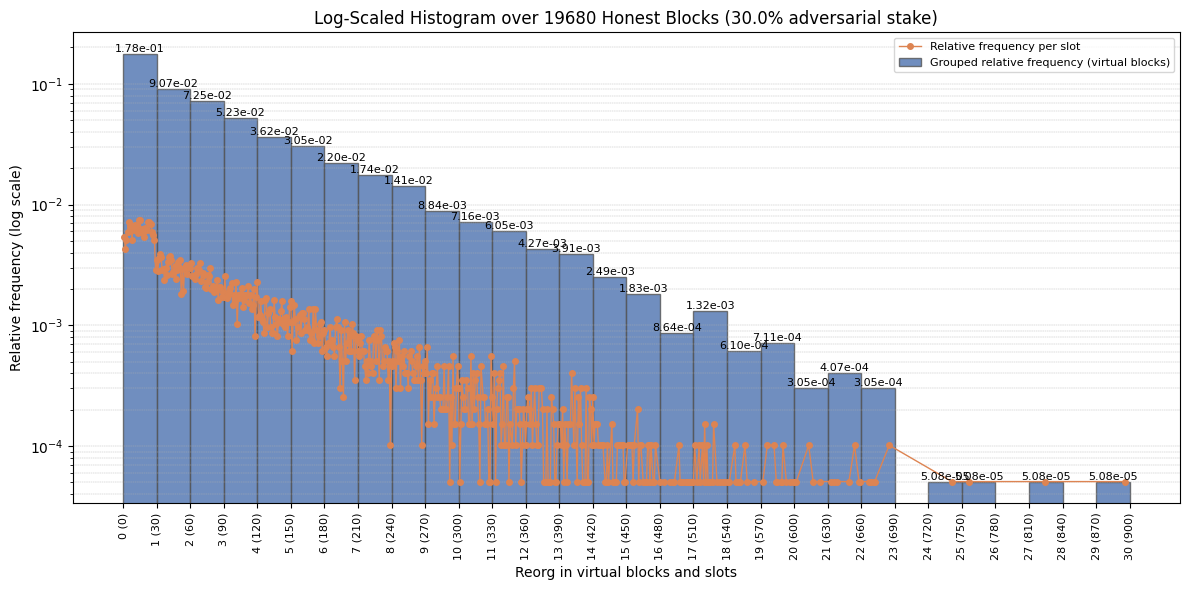 Log-Scaled Histogram over 19680 Honest Blocks (30.0% adversarial stake)
Relative frequency per slot
Grouped relative frequency (virtual blocks)
1.78e-01
9.07e-02
7.25e-02
5.23e-02
3.62e-02
3.05e-02
2.20e-02
1.74e-02
1.41e-02
8.84e-03
7.16e-03
6.05e-03
4.27e-03
3.91e-03
2.49e-03
1.83e-03
8.64e-04
1.32e-03
6.10e-04
7.11e-04
3.05e-04
4.07e-04
3.05e-04
5.08e-05
5.08e-05
5.08e-05
5.08e-05
10⁻¹
10⁻²
10⁻³
10⁻⁴
Relative frequency (log scale)
0 (0)
1 (30)
2 (60)
3 (90)
4 (120)
5 (150)
6 (180)
7 (210)
8 (240)
9 (270)
10 (300)
11 (330)
12 (360)
13 (390)
14 (420)
15 (450)
16 (480)
17 (510)
18 (540)
19 (570)
20 (600)
21 (630)
22 (660)
23 (690)
24 (720)
25 (750)
26 (780)
27 (810)
28 (840)
29 (870)
30 (900)
Reorg in virtual blocks and slots